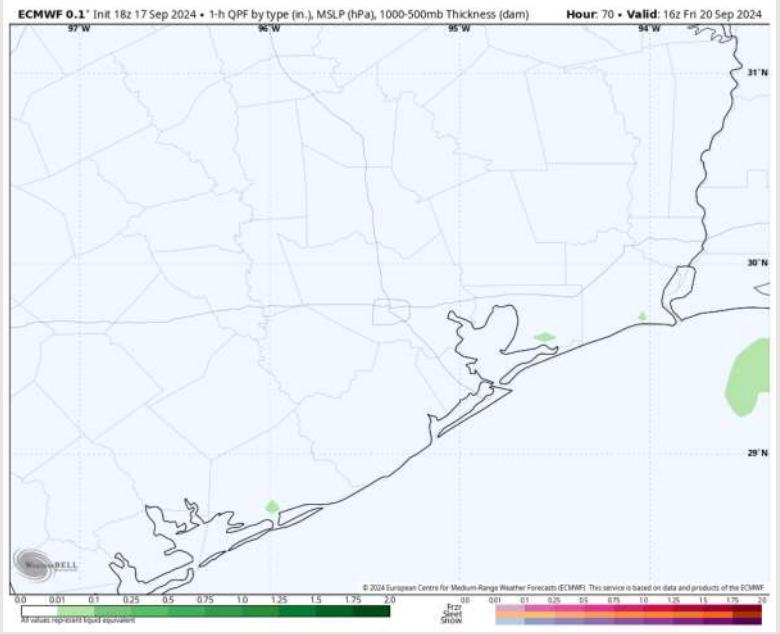 ECMWF 0.1° Init 18z 17 Sep 2024 • 1-h QPF by type (in.), MSLP (hPa), 1000-500mb Thickness (dam) Hour: 70 • Valid: 16z Fri 20 Sep 2024
97°W 96°W 95°W 94°W
31°N
30°N
29°N
WeatherBELL
© 2024 European Centre for Medium-Range Weather Forecasts (ECMWF). This service is based on data and products of the ECMWF
0.0 0.01 0.1 0.25 0.5 0.75 1.0 1.25 1.5 1.75 2.0 0.0 0.01 0.1 0.25 0.5 0.75 1.0 1.25 1.5 1.75 2.0
Frzr
Sleet
Snow
All values represent liquid equivalent